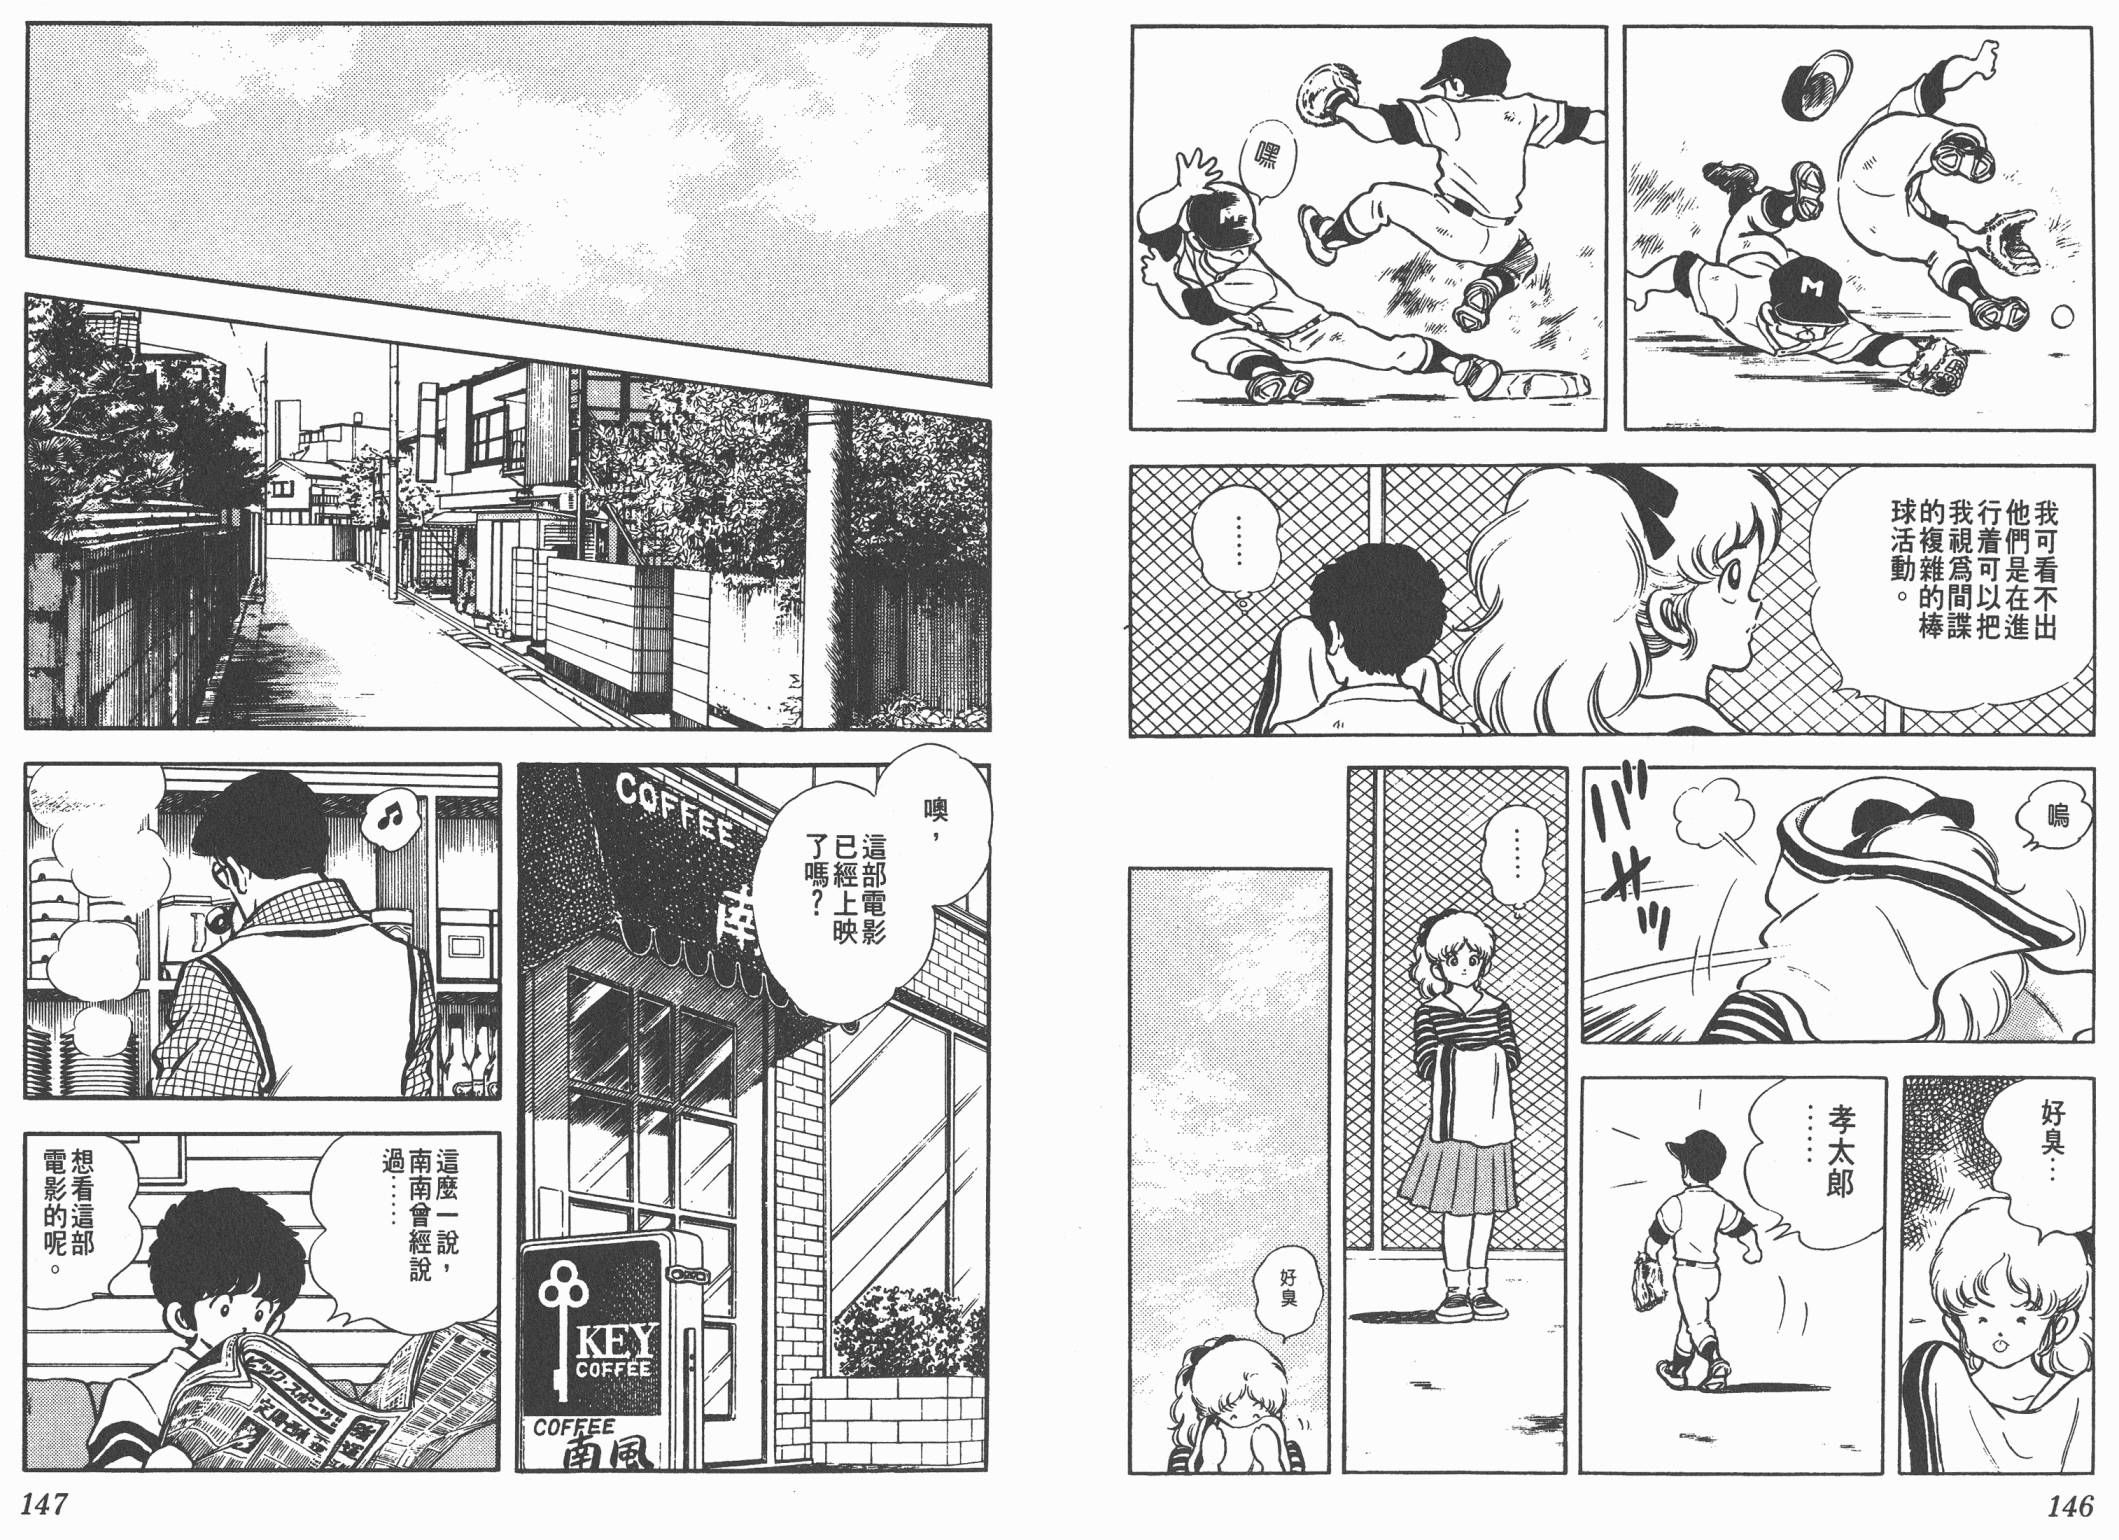 M
嘿
M
我可看不出
他們是在進
行着可以把
我視爲間諜
的複雜的棒
球活動。
……
嗚
好臭…
孝太郎
……
……
好臭
146
噢，
這部電影
已經上映
了嗎？
COFFEE
南
KEY
COFFEE
COFFEE
南風
♫
這麼一說，
南南曾經說
過……
想看這部
電影的呢。
147